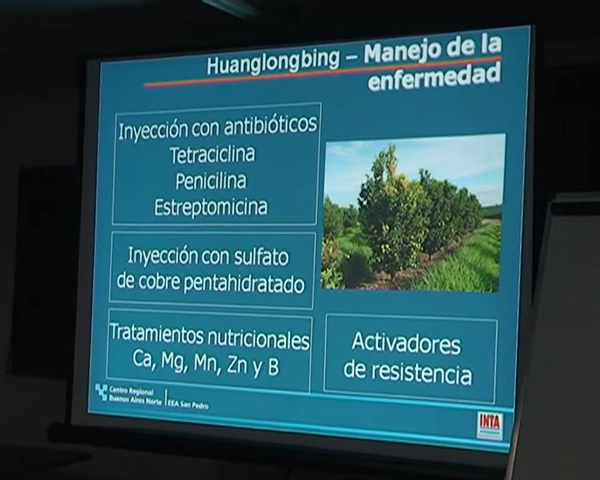 Huanglongbing – Manejo de la
enfermedad
Inyección con antibióticos
Tetraciclina
Penicilina
Estreptomicina
Inyección con sulfato
de cobre pentahidratado
Tratamientos nutricionales
Ca, Mg, Mn, Zn y B
Activadores
de resistencia
Centro Regional
Buenos Aires Norte
EEA San Pedro
INTA